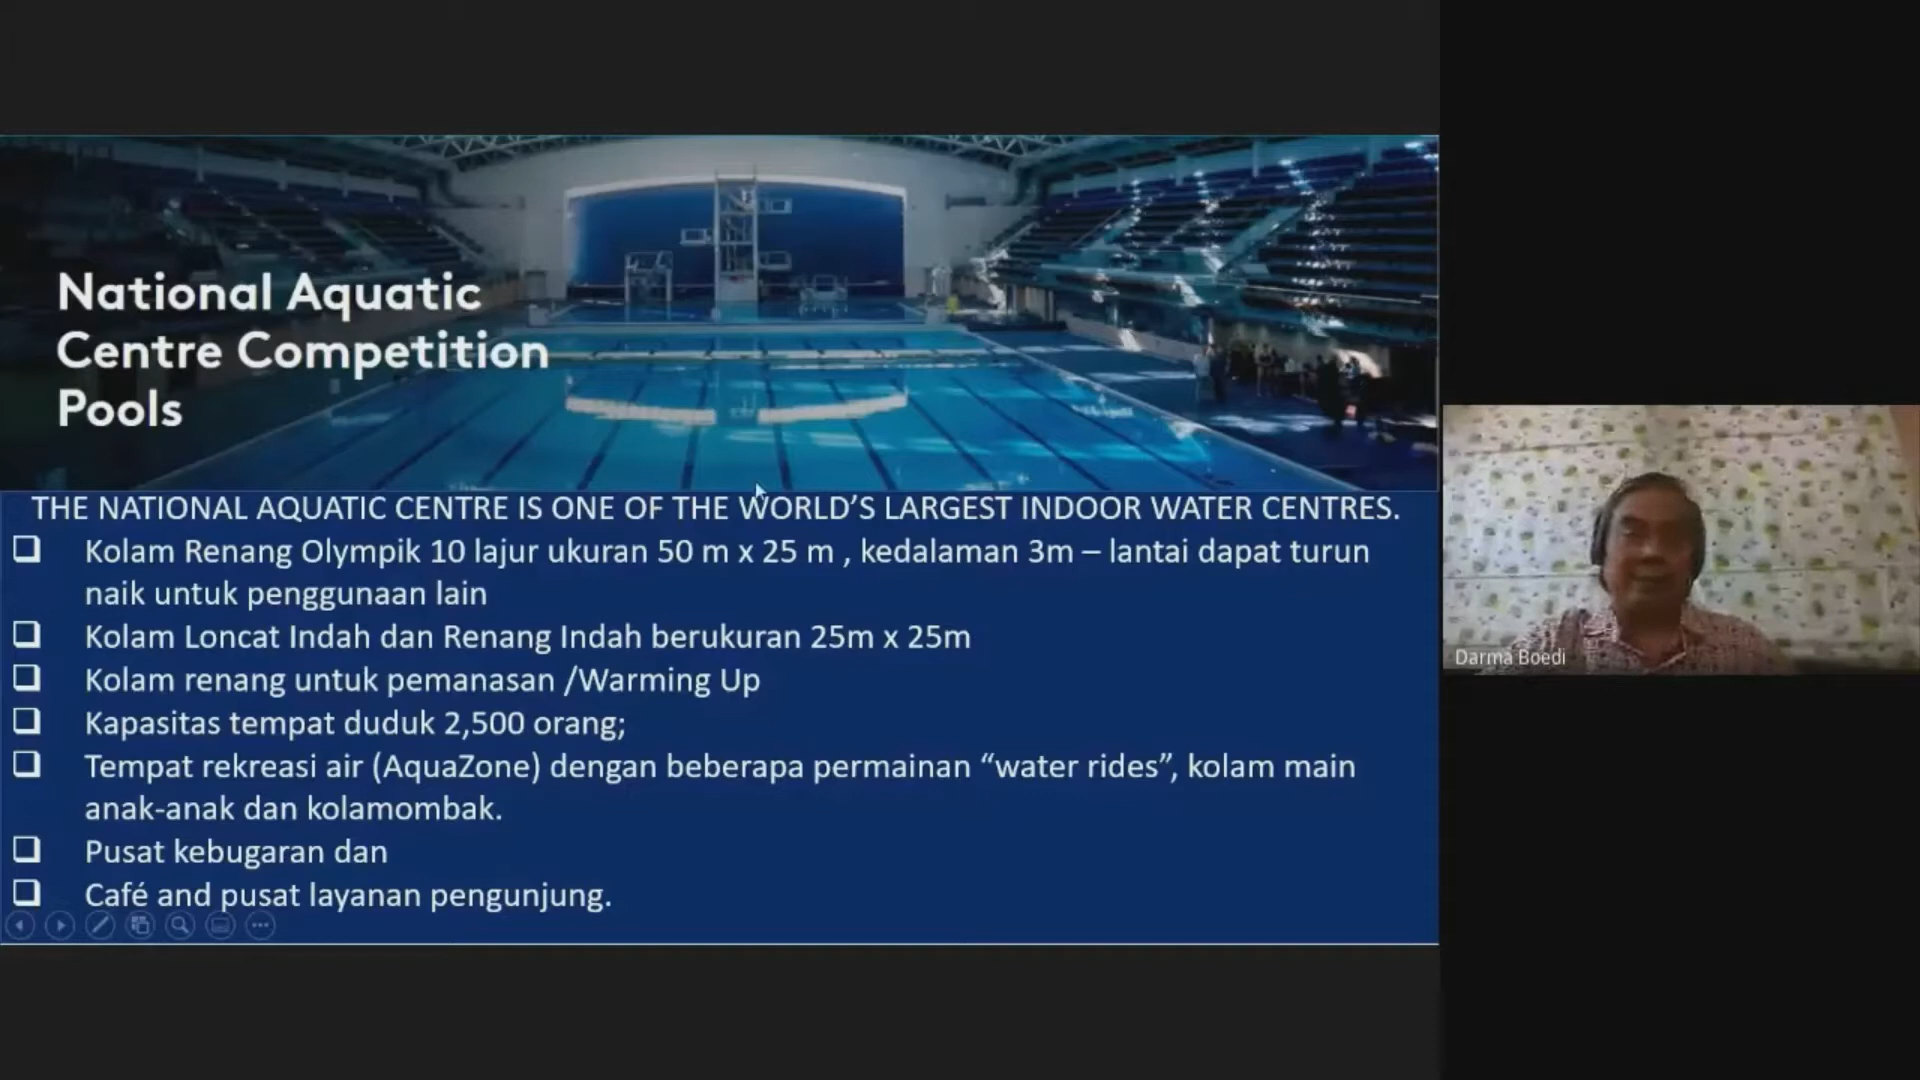 National Aquatic
Centre Competition
Pools
THE NATIONAL AQUATIC CENTRE IS ONE OF THE WORLD'S LARGEST INDOOR WATER CENTRES.
Kolam Renang Olympik 10 lajur ukuran 50 m x 25 m , kedalaman 3m – lantai dapat turun
naik untuk penggunaan lain
Kolam Loncat Indah dan Renang Indah berukuran 25m x 25m
Kolam renang untuk pemanasan /Warming Up
Kapasitas tempat duduk 2,500 orang;
Tempat rekreasi air (AquaZone) dengan beberapa permainan “water rides”, kolam main
anak-anak dan kolamombak.
Pusat kebugaran dan
Café and pusat layanan pengunjung.
Darma Boedi